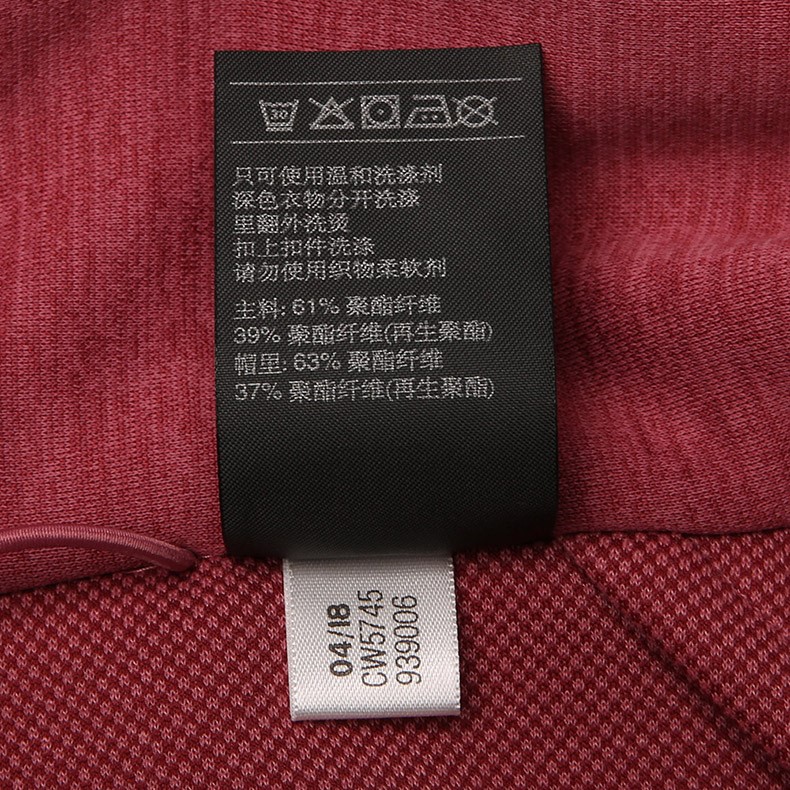 30
只可使用温和洗涤剂
深色衣物分开洗涤
里翻外洗烫
扣上扣件洗涤
请勿使用织物柔软剂
主料: 61% 聚酯纤维
39% 聚酯纤维(再生聚酯)
帽里: 63% 聚酯纤维
37% 聚酯纤维(再生聚酯)
04/18
CW5745
939006